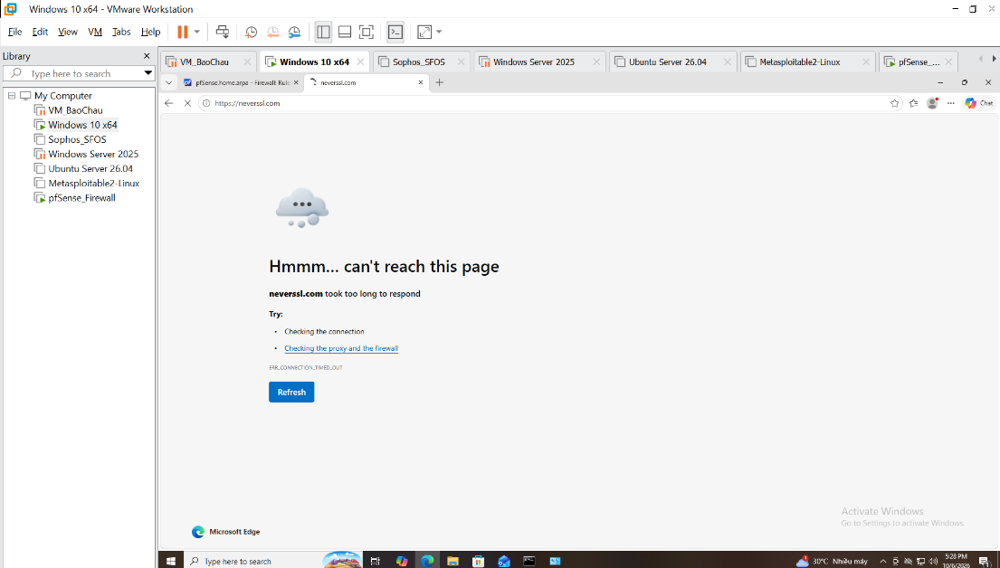 Windows 10 x64 - VMware Workstation
File Edit View VM Tabs Help
Library
Type here to search
My Computer
VM_BaoChau
Windows 10 x64
Sophos_SFOS
Windows Server 2025
Ubuntu Server 26.04
Metasploitable2-Linux
pfSense_Firewall
VM_BaoChau Windows 10 x64 Sophos_SFOS Windows Server 2025 Ubuntu Server 26.04 Metasploitable2-Linux pfSense_...
pfSense.home.arpa - Firewall: Rule neverssl.com
https://neverssl.com
Chat
Hmmm... can't reach this page
neverssl.com took too long to respond
Try:
• Checking the connection
• Checking the proxy and the firewall
ERR_CONNECTION_TIMED_OUT
Refresh
Microsoft Edge
Activate Windows
Go to Settings to activate Windows.
Type here to search
30°C Nhiều mây
5:28 PM
10/6/2026